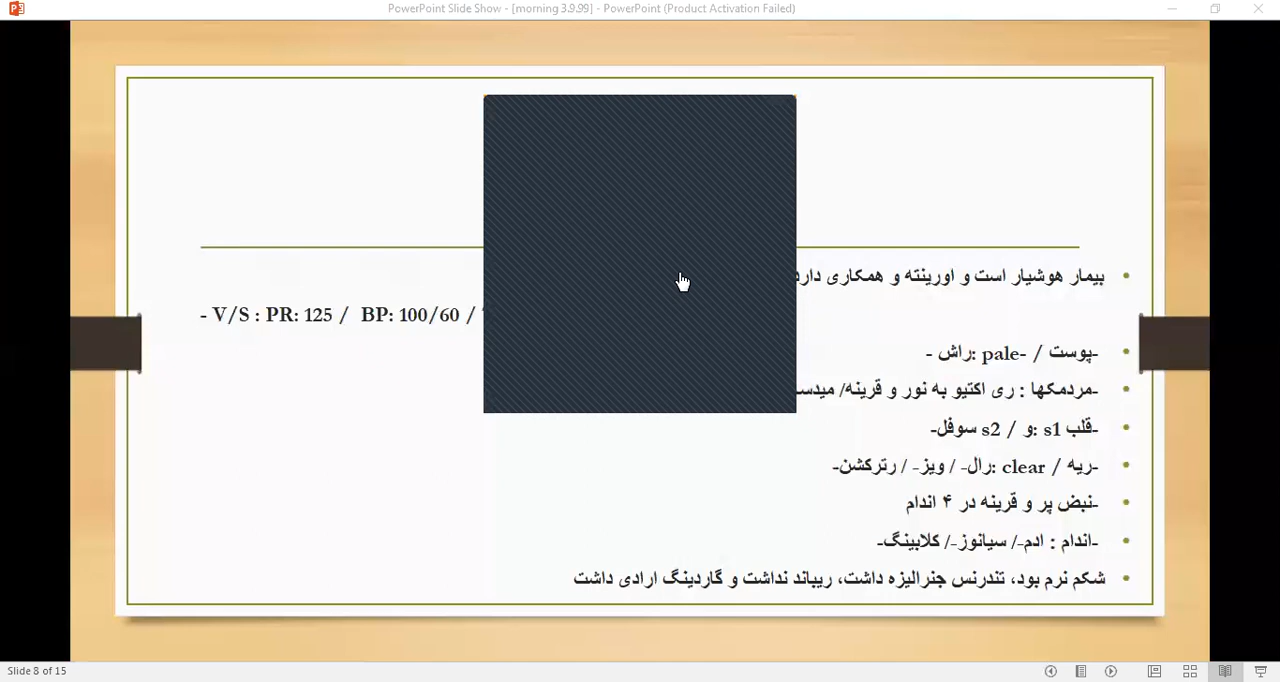 PowerPoint Slide Show - [morning 3.9.99] - PowerPoint (Product Activation Failed)
بیمار هوشیار است و اورینته و همکاری دارد
- V/S : PR: 125 / BP: 100/60 /
-پوست / -pale :راش -
-مردمکها : ری اکتیو به نور و قرینه/
-قلب s1 :و / s2 سوفل-
-ریه / clear :رال- / ویز- / رترکشن-
-نبض پر و قرینه در ۴ اندام
-اندام : ادم-/ سیانوز-/ کلابینگ-
شکم نرم بود، تندرنس جنرالیزه داشت، ریباند نداشت و گاردینگ ارادی داشت
Slide 8 of 15